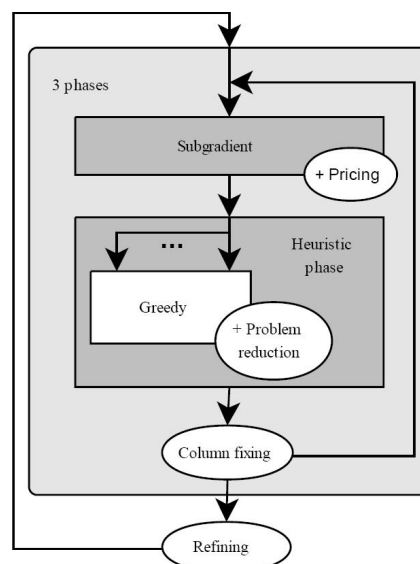 3 phases
Subgradient
+ Pricing
...
Heuristic
phase
Greedy
+ Problem
reduction
Column fixing
Refining